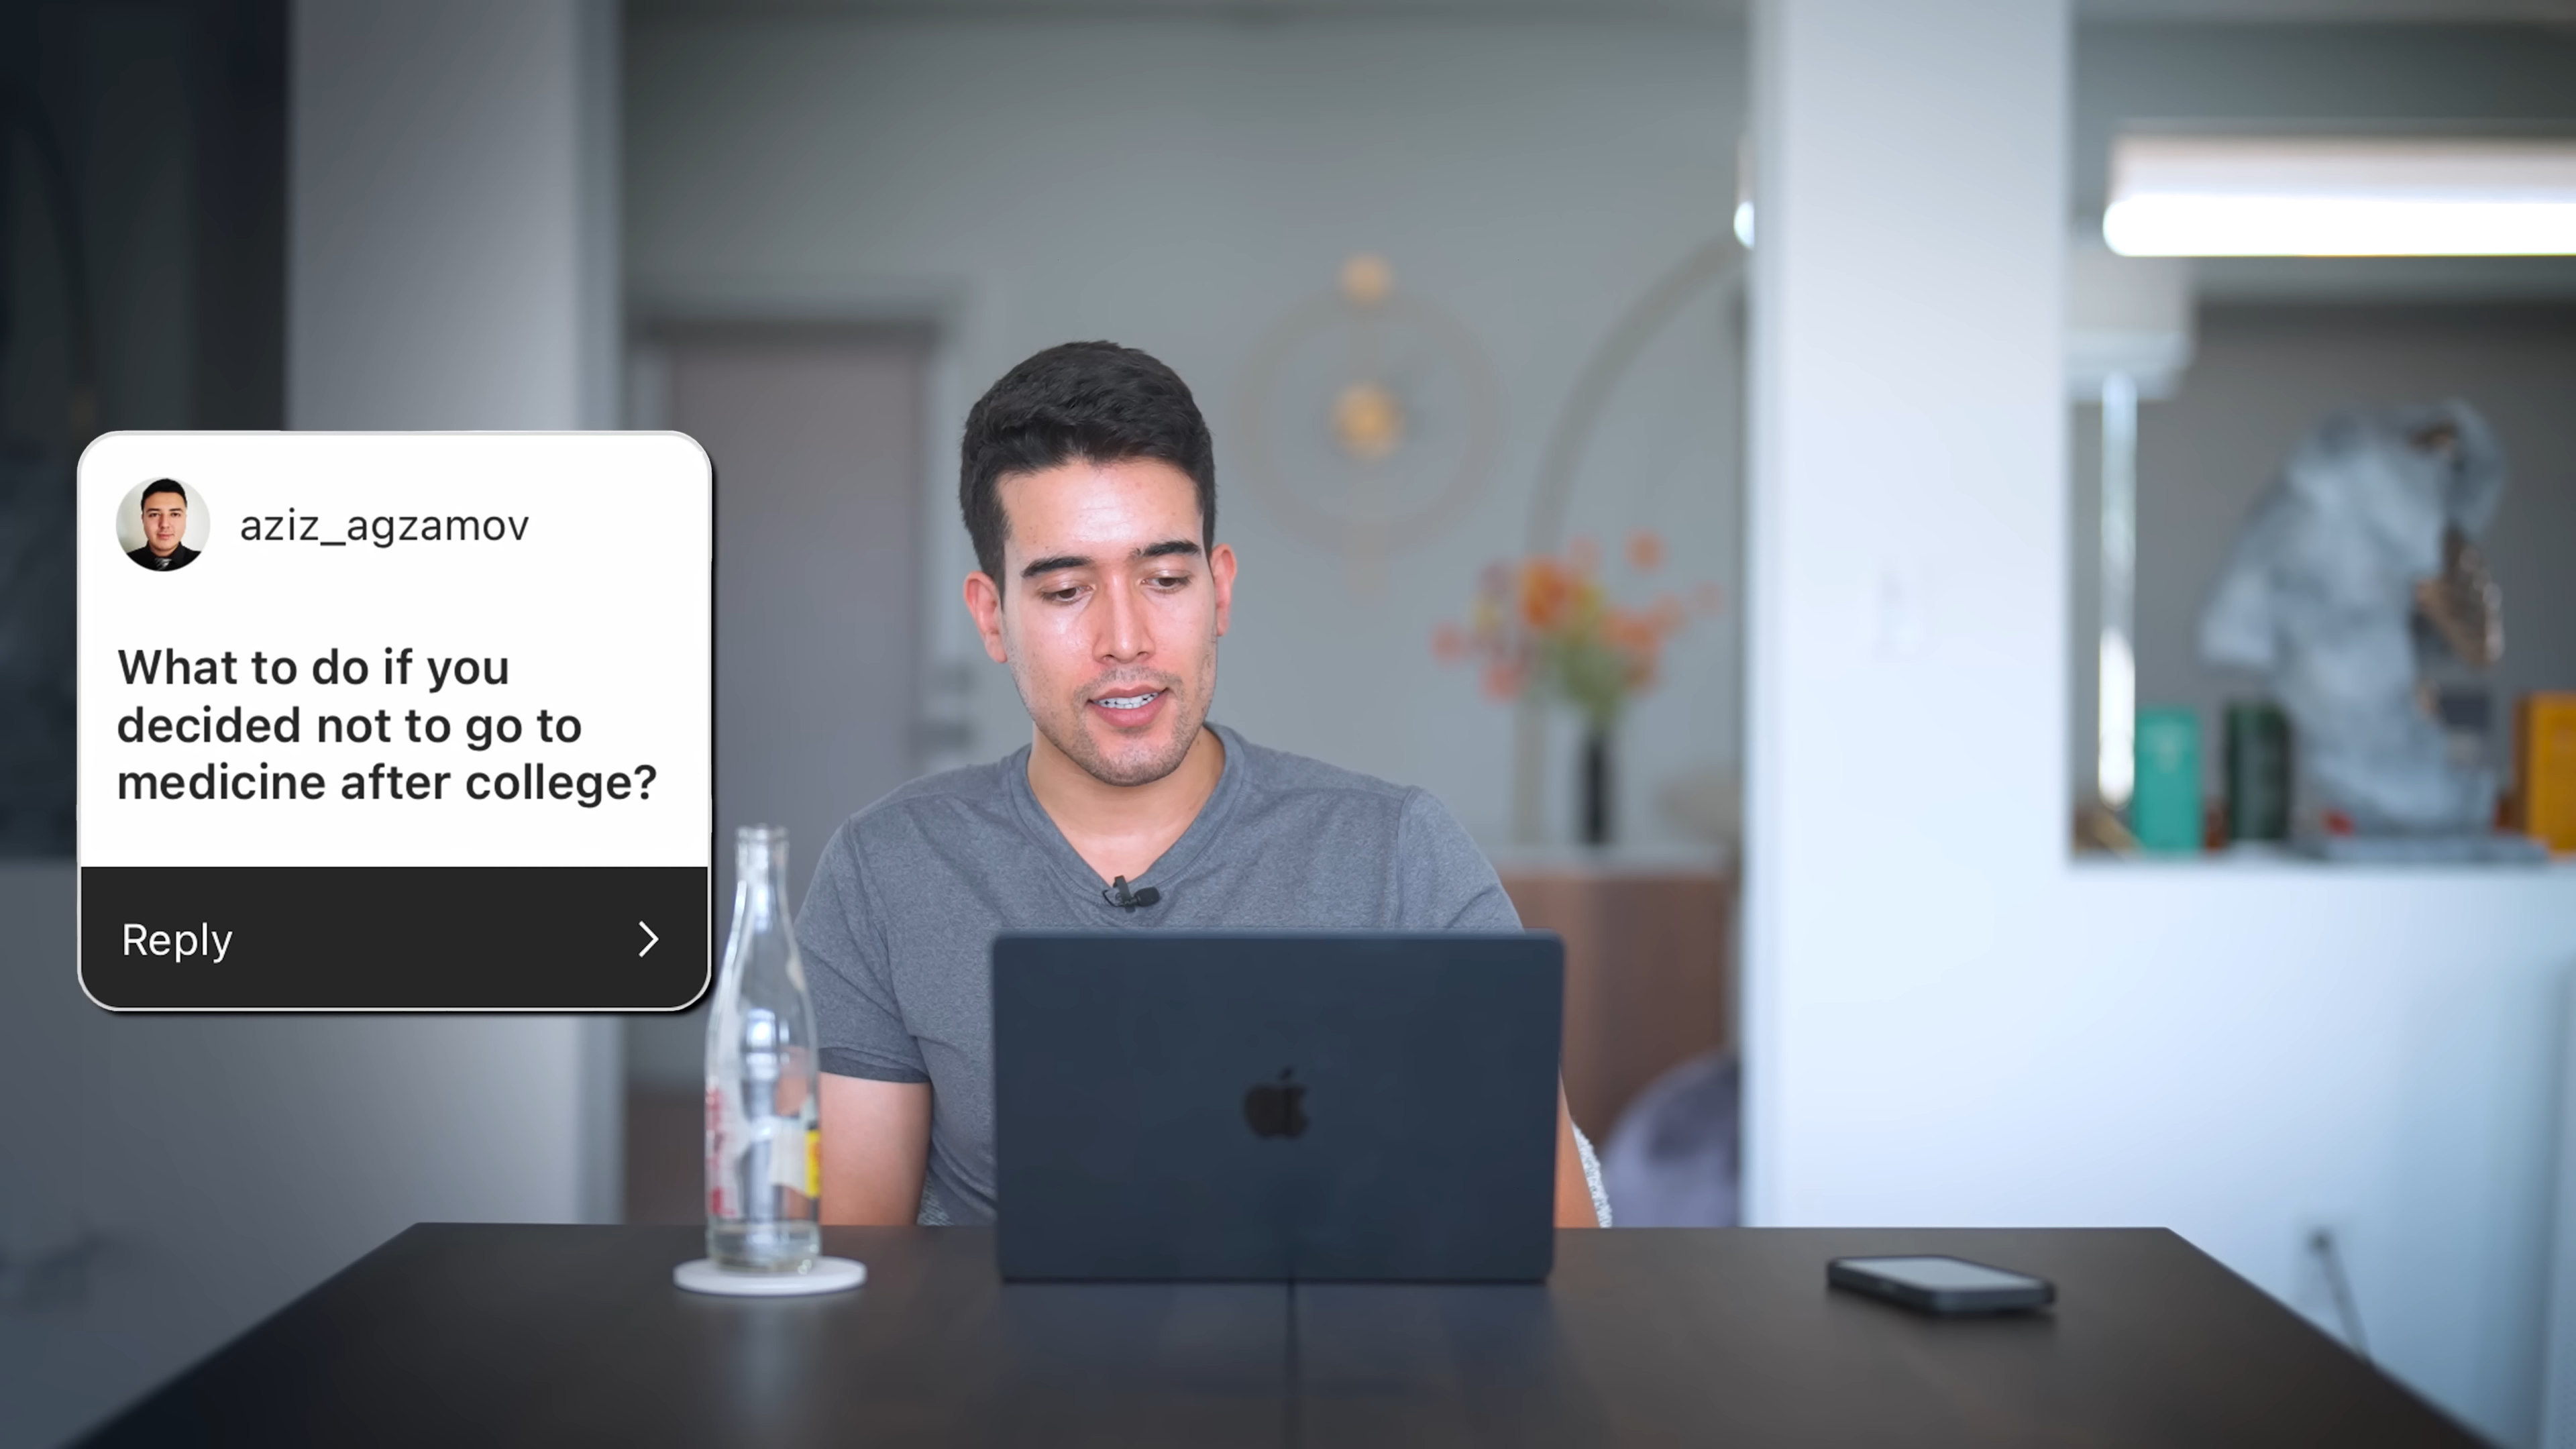 aziz_agzamov
What to do if you
decided not to go to
medicine after college?
Reply